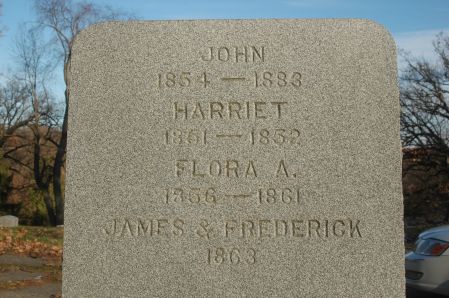 JOHN
1854 — 1883
HARRIET
1851 — 1852
FLORA A.
1856 — 1861
JAMES & FREDERICK
1863